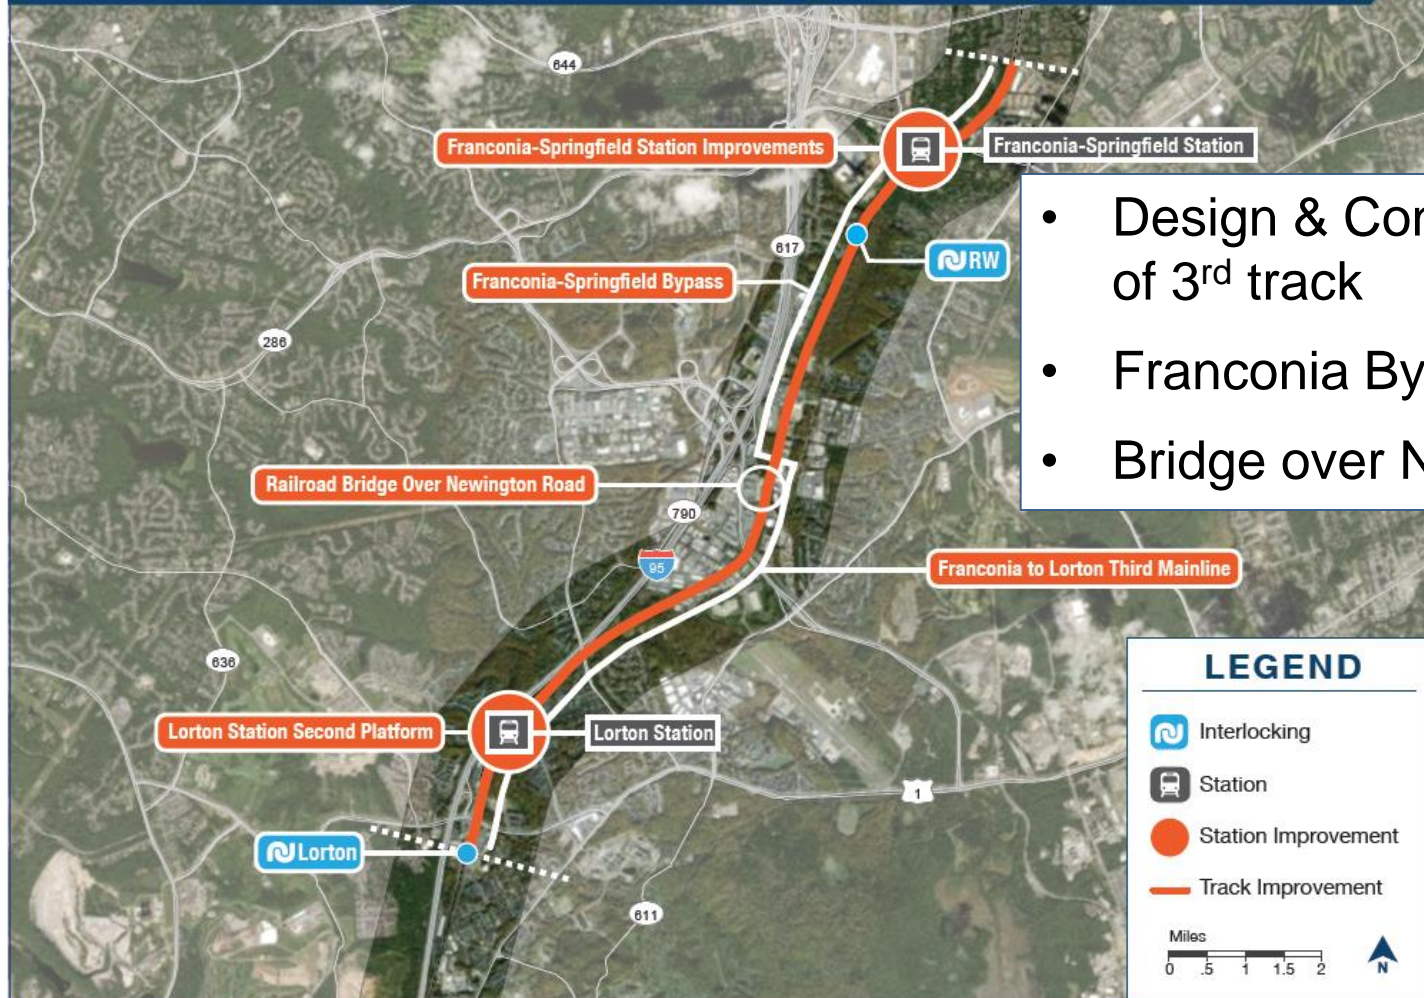 644
Franconia-Springfield Station Improvements
Franconia-Springfield Station
617
RW
Franconia-Springfield Bypass
286
Railroad Bridge Over Newington Road
790
95
Franconia to Lorton Third Mainline
636
Lorton Station Second Platform
Lorton Station
1
Lorton
611
• Design & Con
of 3rd track
• Franconia By
• Bridge over N
LEGEND
Interlocking
Station
Station Improvement
Track Improvement
Miles
0 .5 1 1.5 2
N